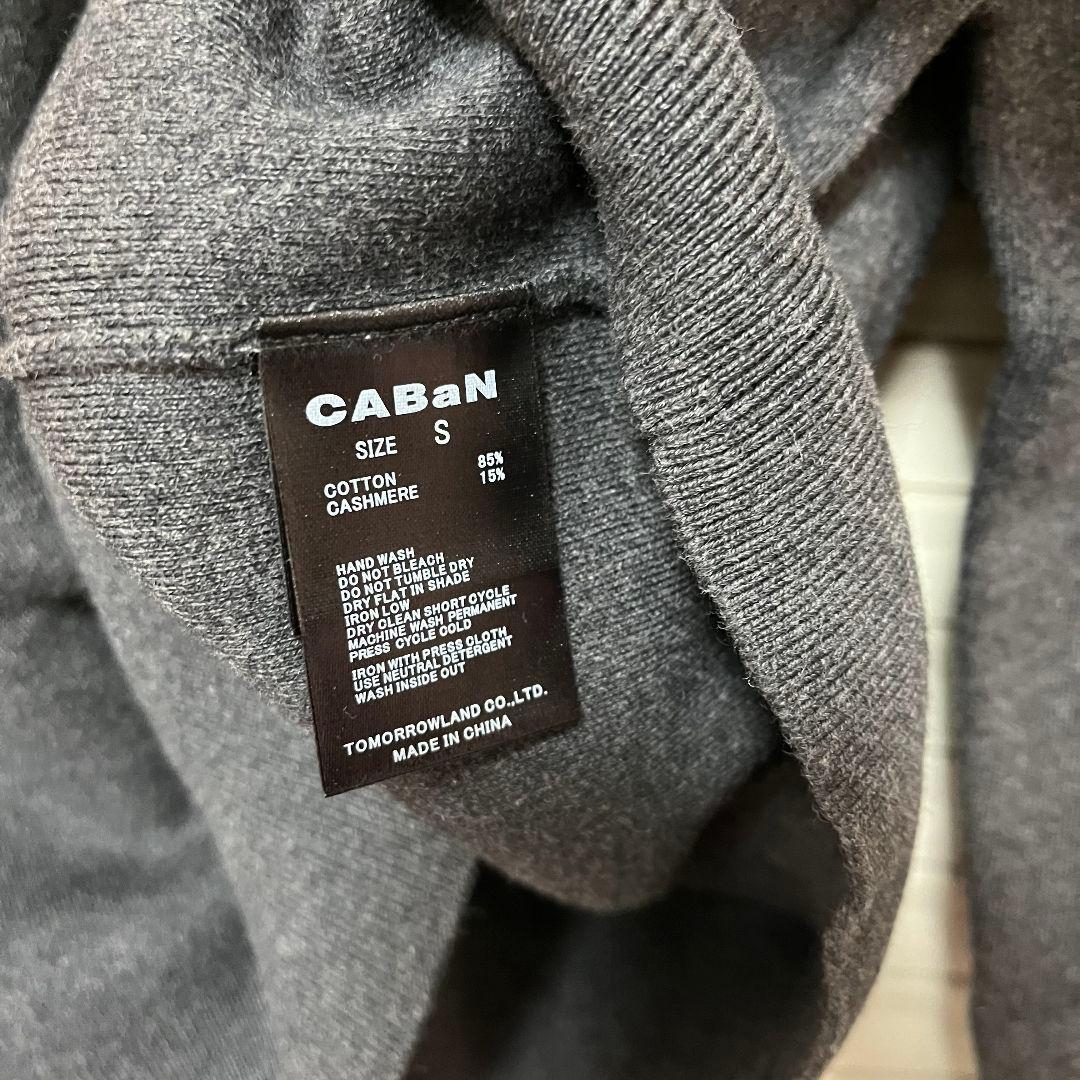 CABaN
SIZE S
COTTON 85%
CASHMERE 15%
HAND WASH
DO NOT BLEACH
DO NOT TUMBLE DRY
DRY FLAT IN SHADE
IRON LOW
DRY CLEAN SHORT CYCLE
MACHINE WASH PERMANENT
PRESS CYCLE COLD
IRON WITH PRESS CLOTH
USE NEUTRAL DETERGENT
WASH INSIDE OUT
TOMORROWLAND CO.,LTD.
MADE IN CHINA